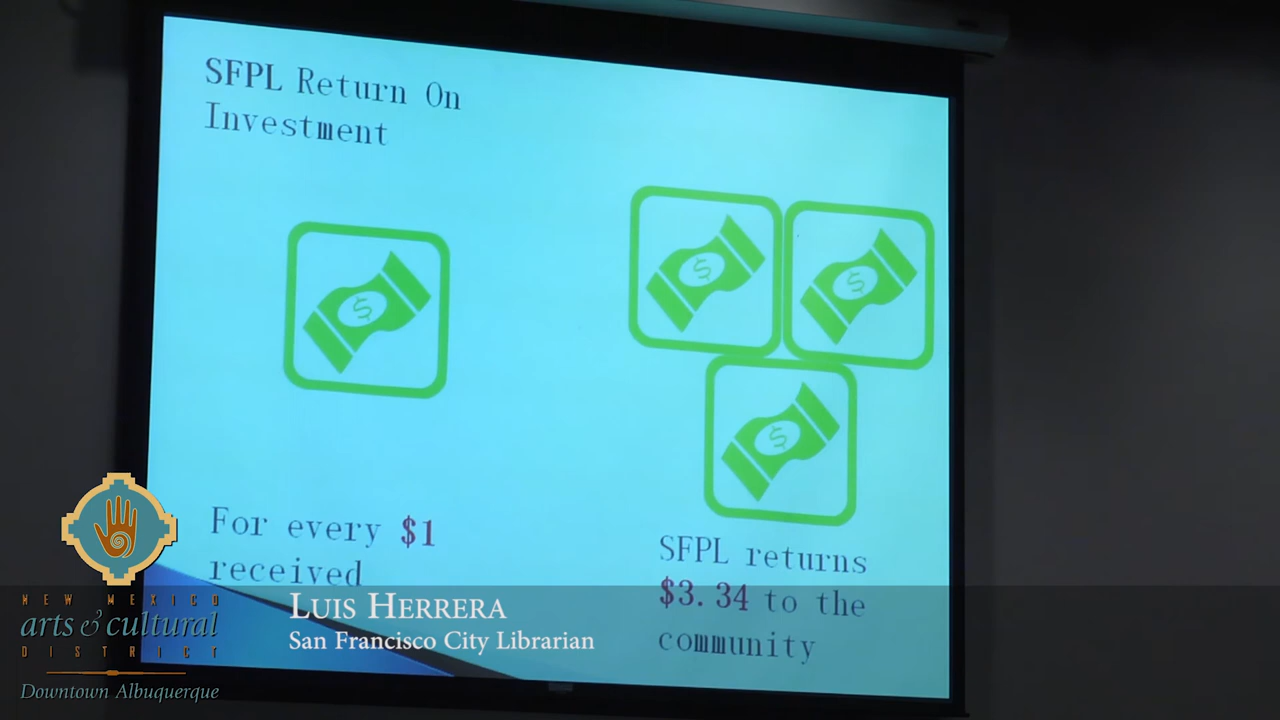 SFPL Return On
Investment
$
$
$
$
For every $1
received
SFPL returns
$3.34 to the
community
NEW MEXICO
arts & cultural
DISTRICT
Downtown Albuquerque
LUIS HERRERA
San Francisco City Librarian